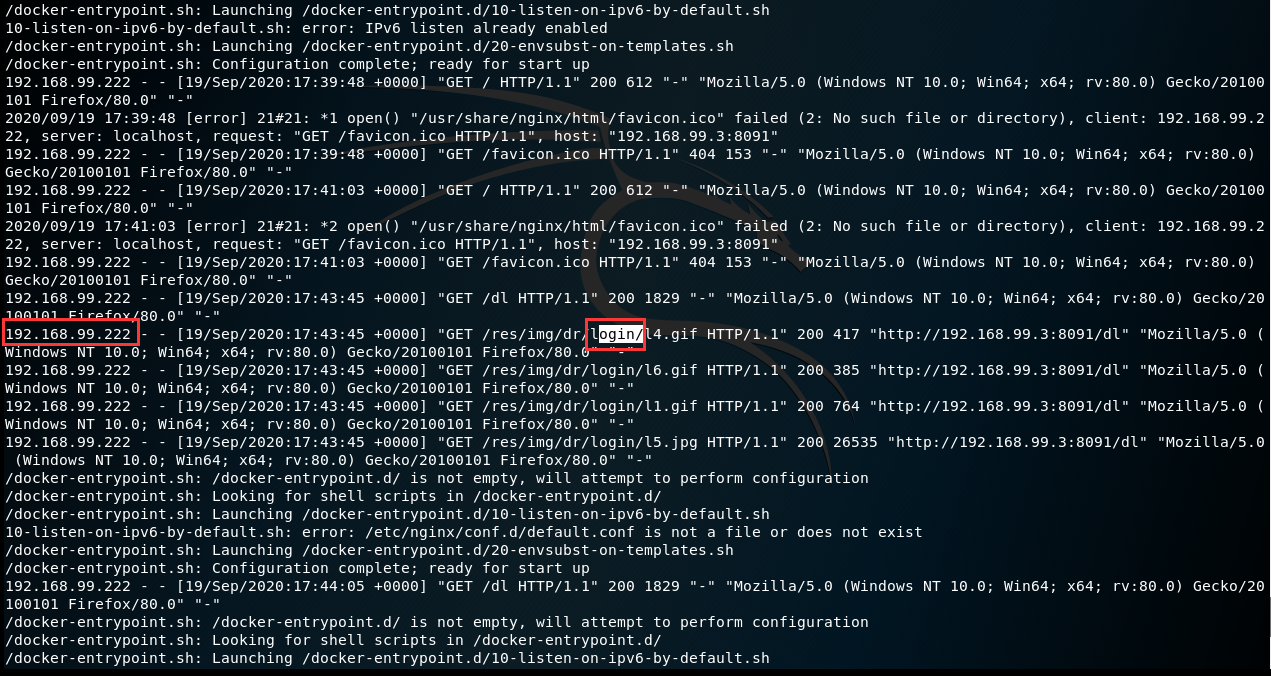 /docker-entrypoint.sh: Launching /docker-entrypoint.d/10-listen-on-ipv6-by-default.sh
10-listen-on-ipv6-by-default.sh: error: IPv6 listen already enabled
/docker-entrypoint.sh: Launching /docker-entrypoint.d/20-envsubst-on-templates.sh
/docker-entrypoint.sh: Configuration complete; ready for start up
192.168.99.222 - - [19/Sep/2020:17:39:48 +0000] "GET / HTTP/1.1" 200 612 "-" "Mozilla/5.0 (Windows NT 10.0; Win64; x64; rv:80.0) Gecko/20100
101 Firefox/80.0" "-"
2020/09/19 17:39:48 [error] 21#21: *1 open() "/usr/share/nginx/html/favicon.ico" failed (2: No such file or directory), client: 192.168.99.2
22, server: localhost, request: "GET /favicon.ico HTTP/1.1", host: "192.168.99.3:8091"
192.168.99.222 - - [19/Sep/2020:17:39:48 +0000] "GET /favicon.ico HTTP/1.1" 404 153 "-" "Mozilla/5.0 (Windows NT 10.0; Win64; x64; rv:80.0)
Gecko/20100101 Firefox/80.0" "-"
192.168.99.222 - - [19/Sep/2020:17:41:03 +0000] "GET / HTTP/1.1" 200 612 "-" "Mozilla/5.0 (Windows NT 10.0; Win64; x64; rv:80.0) Gecko/20100
101 Firefox/80.0" "-"
2020/09/19 17:41:03 [error] 21#21: *2 open() "/usr/share/nginx/html/favicon.ico" failed (2: No such file or directory), client: 192.168.99.2
22, server: localhost, request: "GET /favicon.ico HTTP/1.1", host: "192.168.99.3:8091"
192.168.99.222 - - [19/Sep/2020:17:41:03 +0000] "GET /favicon.ico HTTP/1.1" 404 153 "-" "Mozilla/5.0 (Windows NT 10.0; Win64; x64; rv:80.0)
Gecko/20100101 Firefox/80.0" "-"
192.168.99.222 - - [19/Sep/2020:17:43:45 +0000] "GET /dl HTTP/1.1" 200 1829 "-" "Mozilla/5.0 (Windows NT 10.0; Win64; x64; rv:80.0) Gecko/20
100101 Firefox/80.0" "-"
192.168.99.222 - - [19/Sep/2020:17:43:45 +0000] "GET /res/img/dr/login/l4.gif HTTP/1.1" 200 417 "http://192.168.99.3:8091/dl" "Mozilla/5.0 (
Windows NT 10.0; Win64; x64; rv:80.0) Gecko/20100101 Firefox/80.0" "-"
192.168.99.222 - - [19/Sep/2020:17:43:45 +0000] "GET /res/img/dr/login/l6.gif HTTP/1.1" 200 385 "http://192.168.99.3:8091/dl" "Mozilla/5.0 (
Windows NT 10.0; Win64; x64; rv:80.0) Gecko/20100101 Firefox/80.0" "-"
192.168.99.222 - - [19/Sep/2020:17:43:45 +0000] "GET /res/img/dr/login/l1.gif HTTP/1.1" 200 764 "http://192.168.99.3:8091/dl" "Mozilla/5.0 (
Windows NT 10.0; Win64; x64; rv:80.0) Gecko/20100101 Firefox/80.0" "-"
192.168.99.222 - - [19/Sep/2020:17:43:45 +0000] "GET /res/img/dr/login/l5.jpg HTTP/1.1" 200 26535 "http://192.168.99.3:8091/dl" "Mozilla/5.0
(Windows NT 10.0; Win64; x64; rv:80.0) Gecko/20100101 Firefox/80.0" "-"
/docker-entrypoint.sh: /docker-entrypoint.d/ is not empty, will attempt to perform configuration
/docker-entrypoint.sh: Looking for shell scripts in /docker-entrypoint.d/
/docker-entrypoint.sh: Launching /docker-entrypoint.d/10-listen-on-ipv6-by-default.sh
10-listen-on-ipv6-by-default.sh: error: /etc/nginx/conf.d/default.conf is not a file or does not exist
/docker-entrypoint.sh: Launching /docker-entrypoint.d/20-envsubst-on-templates.sh
/docker-entrypoint.sh: Configuration complete; ready for start up
192.168.99.222 - - [19/Sep/2020:17:44:05 +0000] "GET /dl HTTP/1.1" 200 1829 "-" "Mozilla/5.0 (Windows NT 10.0; Win64; x64; rv:80.0) Gecko/20
100101 Firefox/80.0" "-"
/docker-entrypoint.sh: /docker-entrypoint.d/ is not empty, will attempt to perform configuration
/docker-entrypoint.sh: Looking for shell scripts in /docker-entrypoint.d/
/docker-entrypoint.sh: Launching /docker-entrypoint.d/10-listen-on-ipv6-by-default.sh